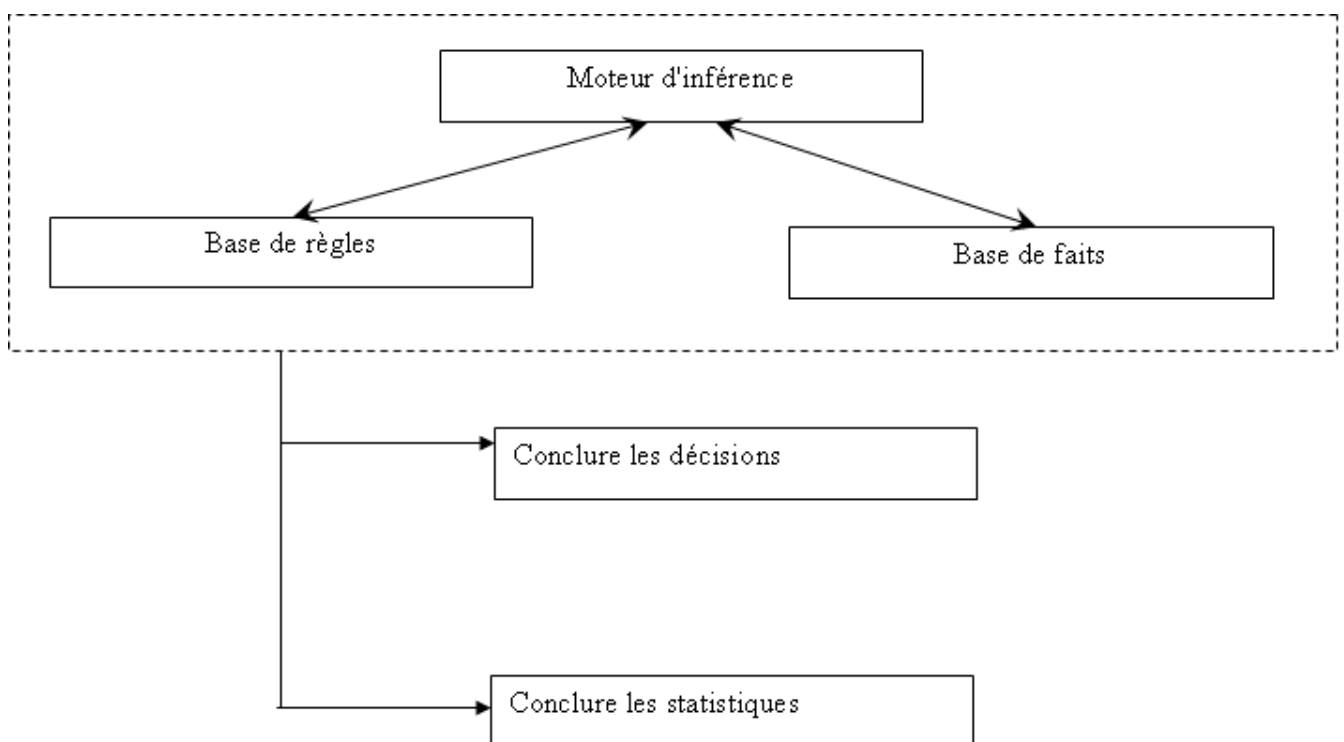 Moteur d'inférence
Base de règles
Base de faits
Conclure les décisions
Conclure les statistiques